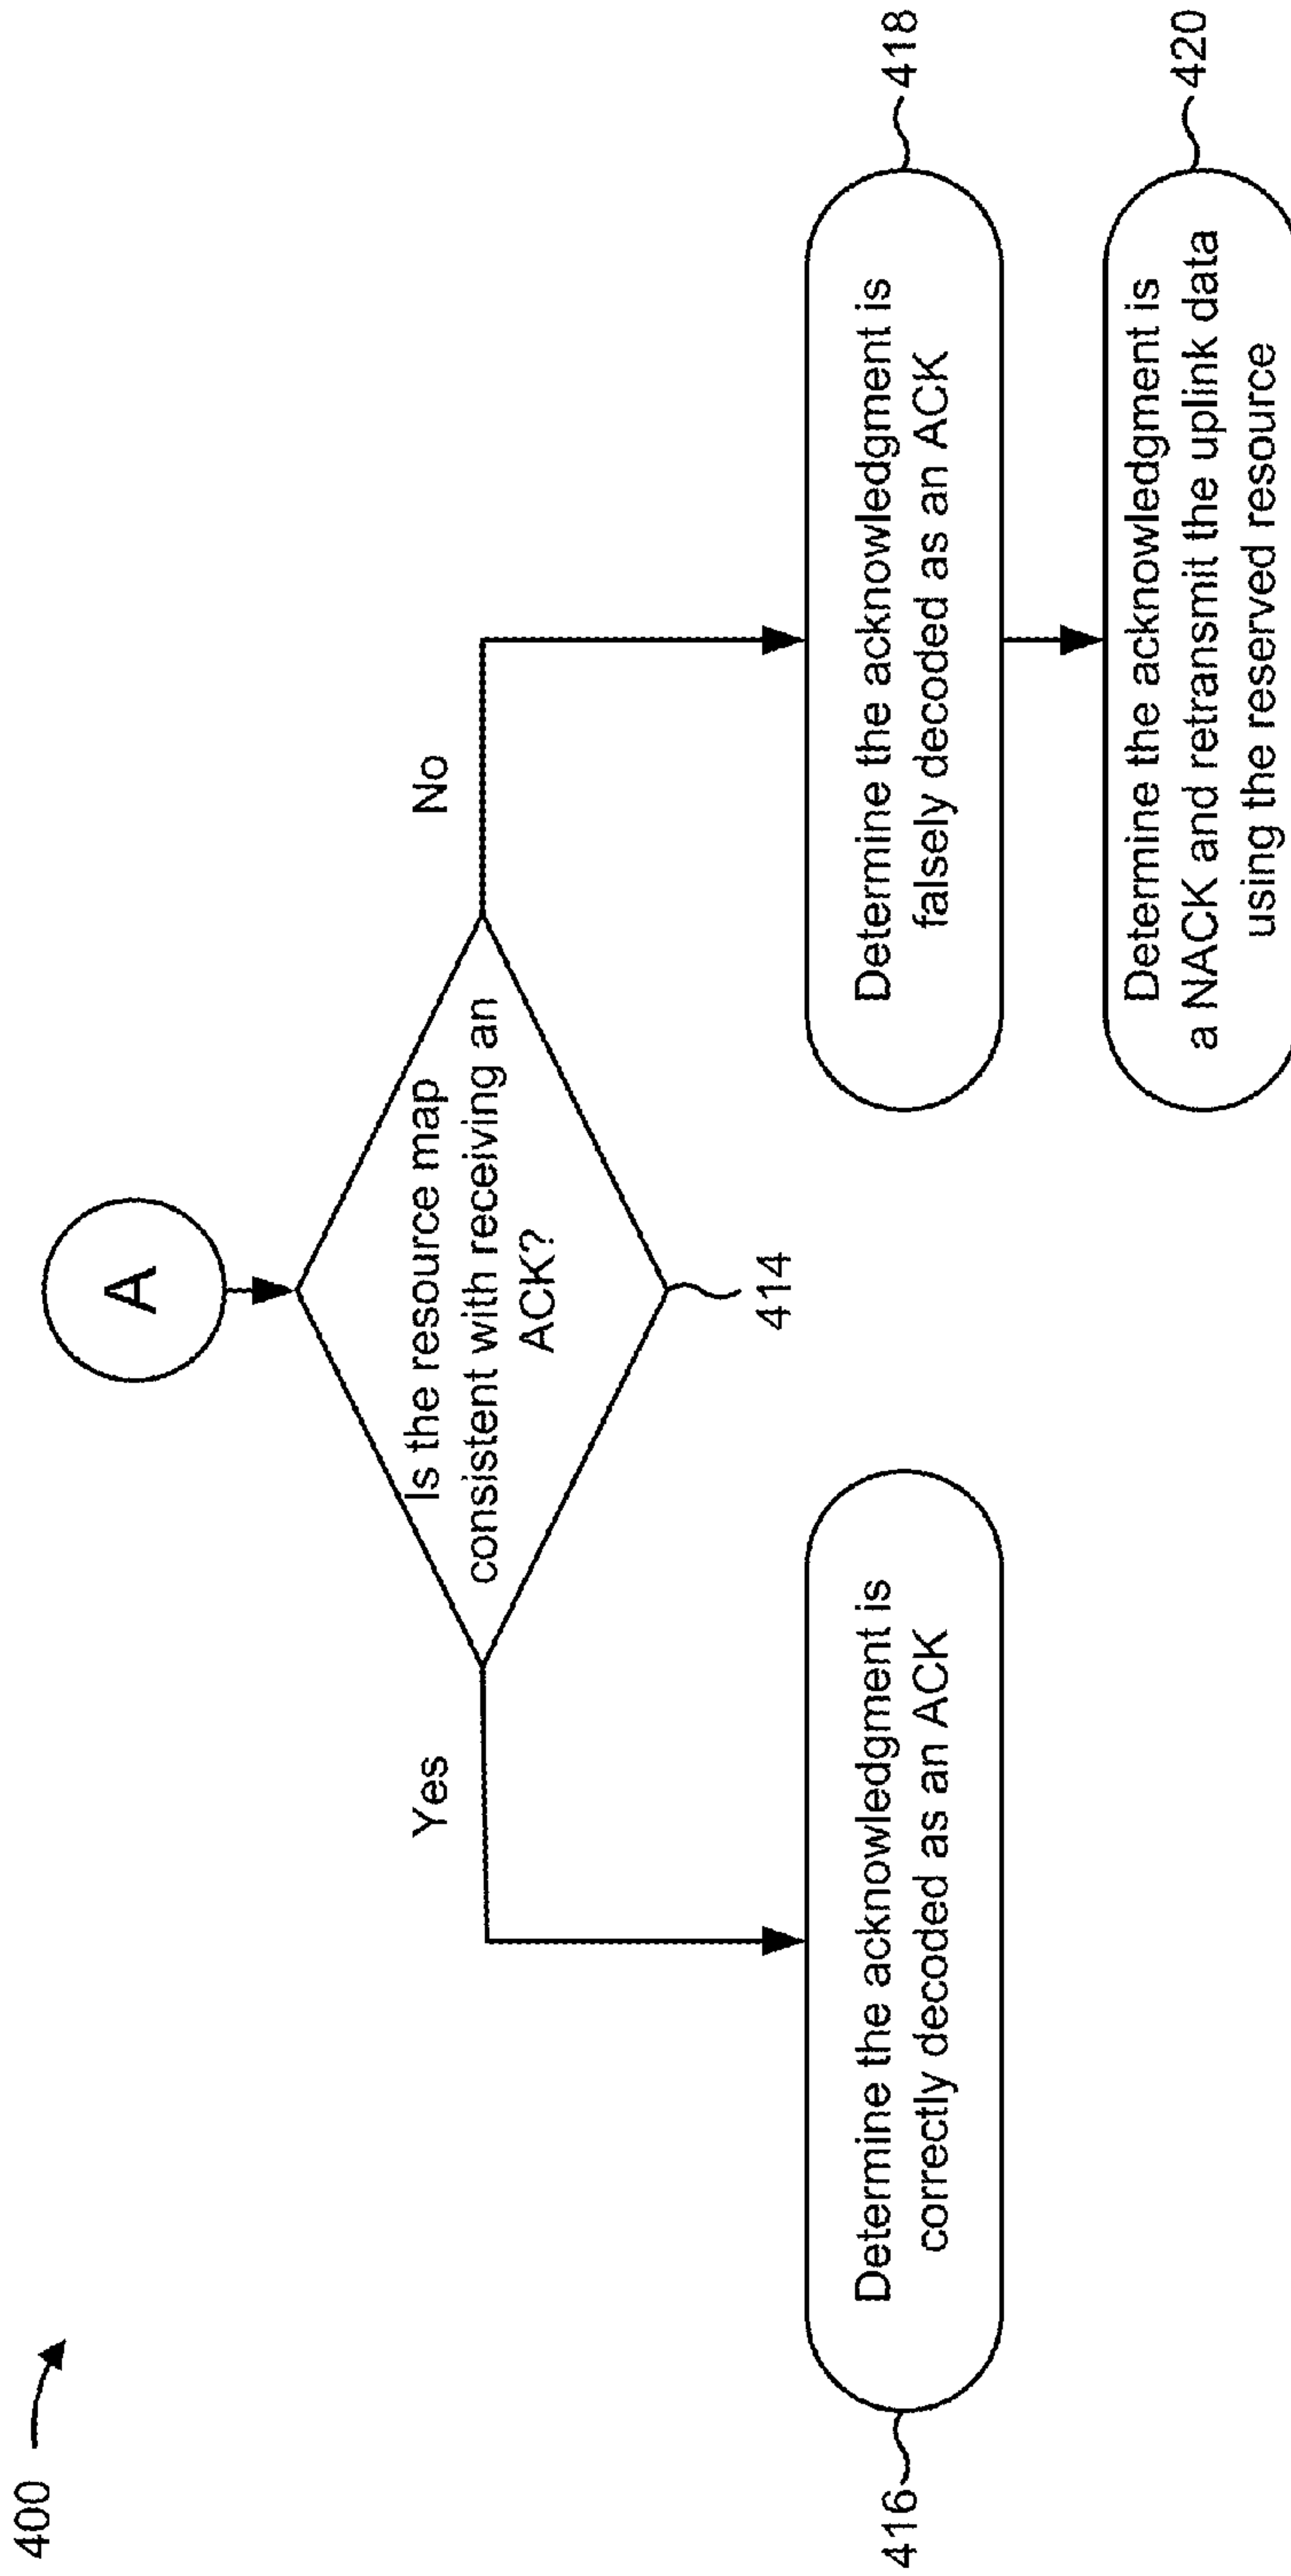 400
A
Is the resource map
consistent with receiving an
ACK?
414
Yes
No
Determine the acknowledgment is
correctly decoded as an ACK
416
Determine the acknowledgment is
falsely decoded as an ACK
418
Determine the acknowledgment is
a NACK and retransmit the uplink data
using the reserved resource
420